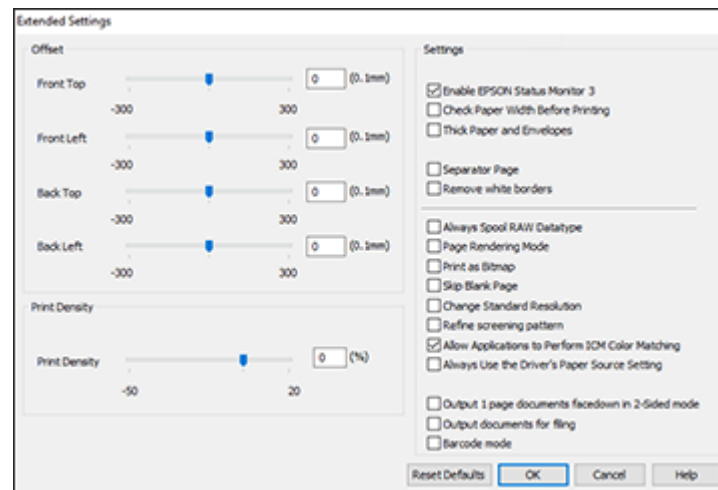 Extended Settings
Offset
Front Top
0 (0.1mm)
-300 300
Front Left
0 (0.1mm)
-300 300
Back Top
0 (0.1mm)
-300 300
Back Left
0 (0.1mm)
-300 300
Print Density
Print Density
0 (%)
-50 20
Settings
Enable EPSON Status Monitor 3
Check Paper Width Before Printing
Thick Paper and Envelopes
Separator Page
Remove white borders
Always Spool RAW Datatype
Page Rendering Mode
Print as Bitmap
Skip Blank Page
Change Standard Resolution
Refine screening pattern
Allow Applications to Perform ICM Color Matching
Always Use the Driver's Paper Source Setting
Output 1 page documents facedown in 2-Sided mode
Output documents for filing
Barcode mode
Reset Defaults OK Cancel Help